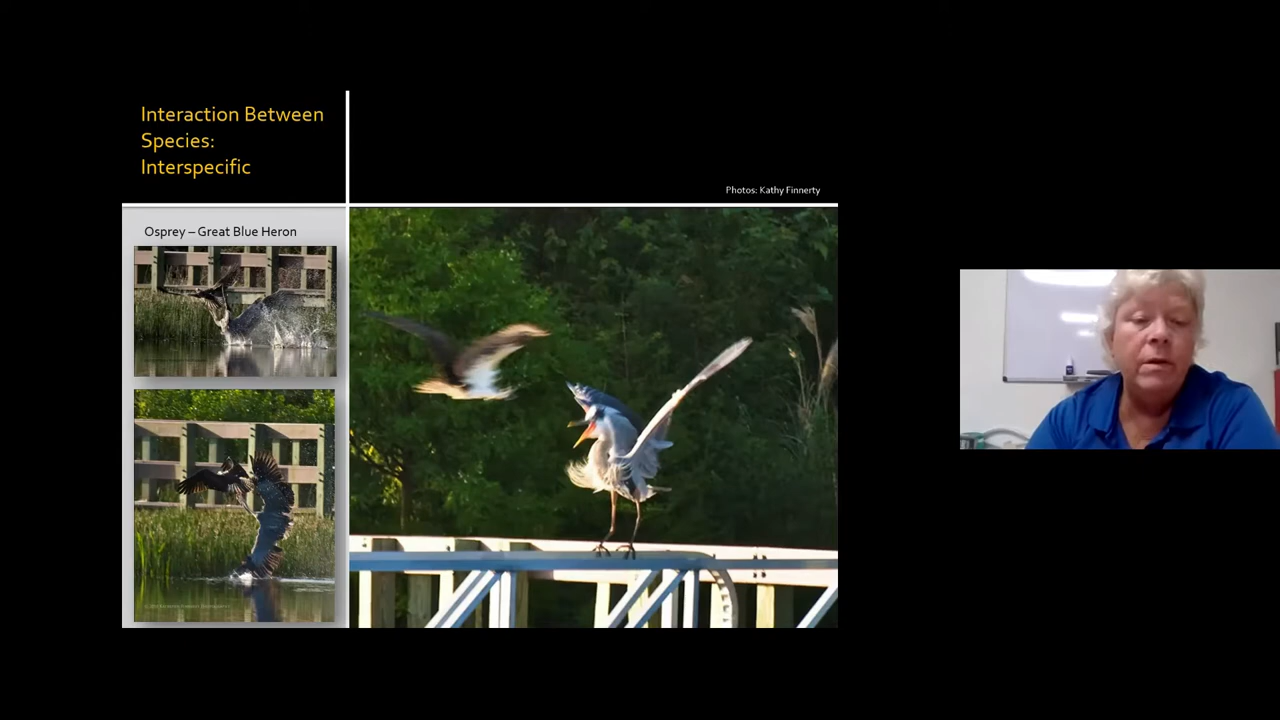 Interaction Between
Species:
Interspecific
Photos: Kathy Finnerty
Osprey – Great Blue Heron